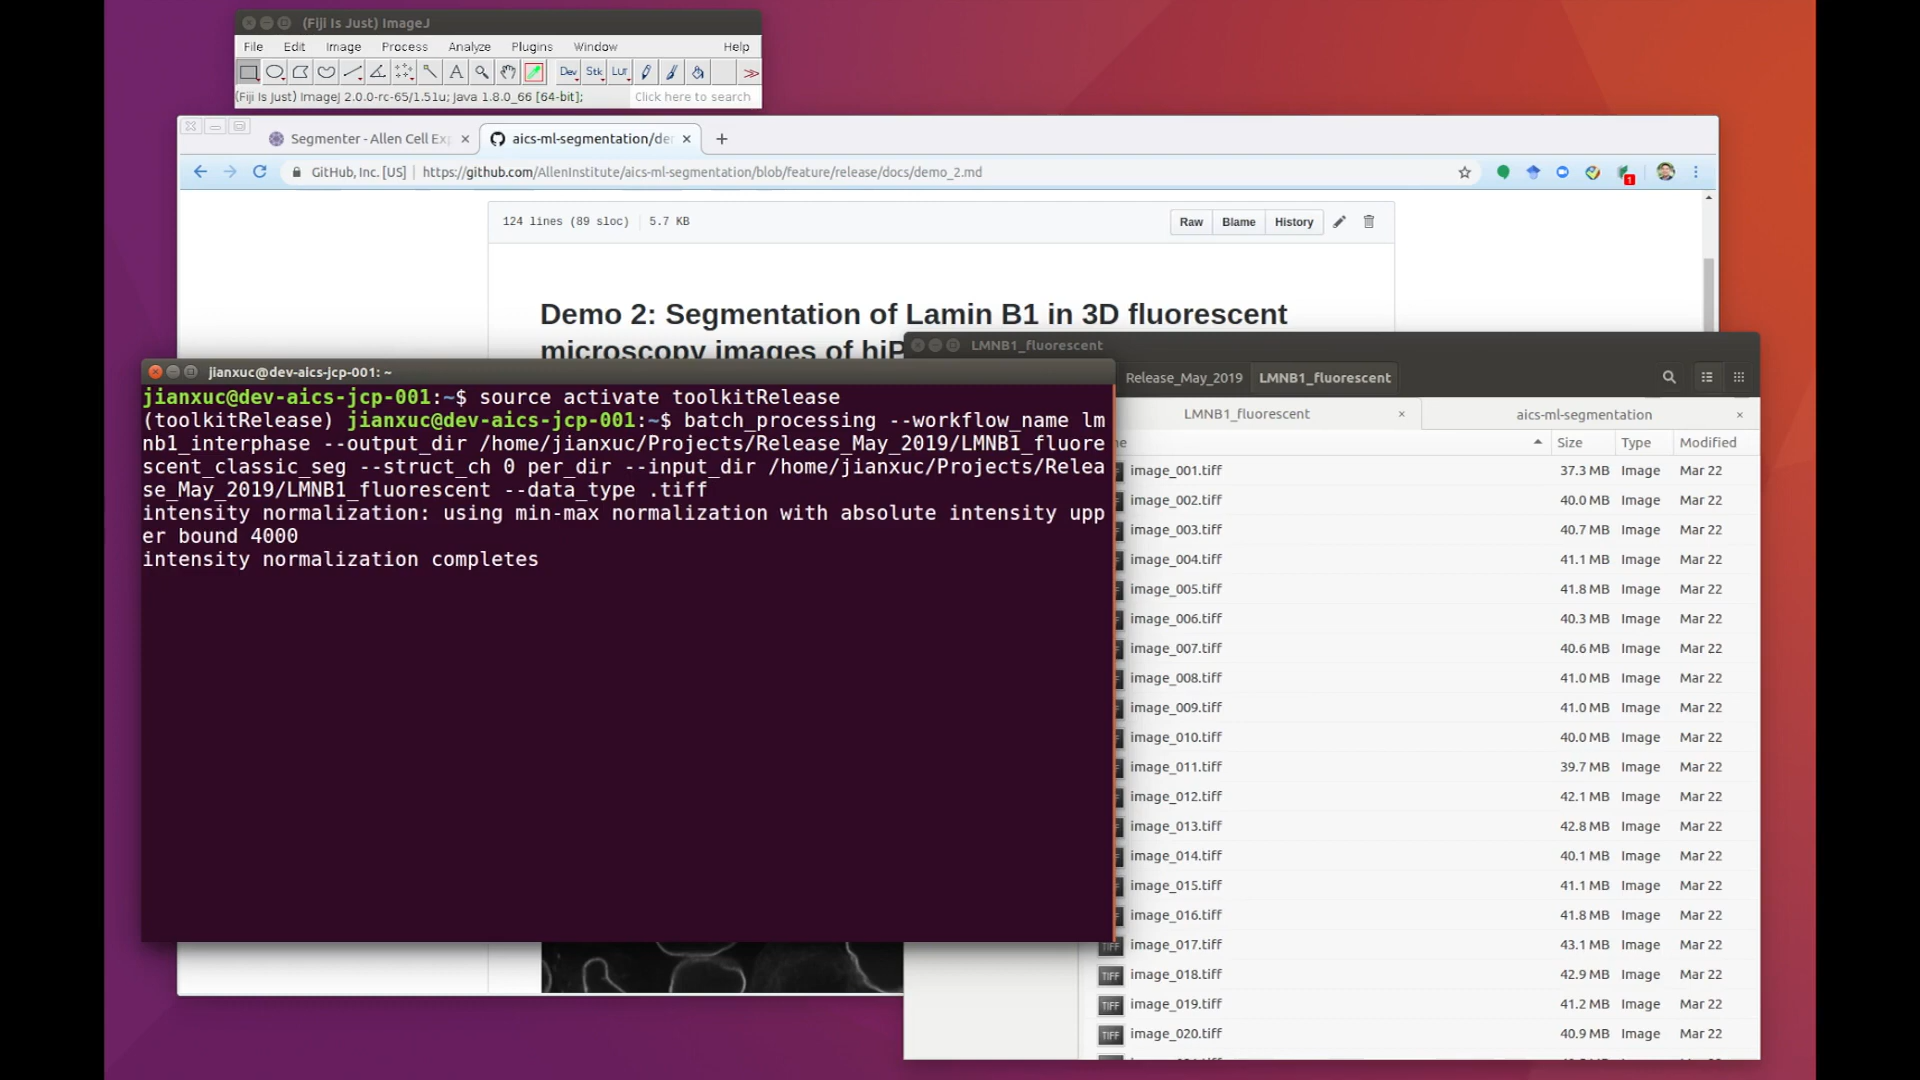 (Fiji Is Just) ImageJ
File Edit Image Process Analyze Plugins Window Help
Dev Stk Lut
(Fiji Is Just) ImageJ 2.0.0-rc-65/1.51u; Java 1.8.0_66 [64-bit]; Click here to search
Segmenter - Allen Cell Ex
aics-ml-segmentation/de
GitHub, Inc. [US] https://github.com/AllenInstitute/aics-ml-segmentation/blob/feature/release/docs/demo_2.md
1
124 lines (89 sloc) 5.7 KB Raw Blame History
Demo 2: Segmentation of Lamin B1 in 3D fluorescent
microscopy images of hiP
jianxuc@dev-aics-jcp-001: ~
jianxuc@dev-aics-jcp-001:~$ source activate toolkitRelease
(toolkitRelease) jianxuc@dev-aics-jcp-001:~$ batch_processing --workflow_name lm
nb1_interphase --output_dir /home/jianxuc/Projects/Release_May_2019/LMNB1_fluore
scent_classic_seg --struct_ch 0 per_dir --input_dir /home/jianxuc/Projects/Relea
se_May_2019/LMNB1_fluorescent --data_type .tiff
intensity normalization: using min-max normalization with absolute intensity upp
er bound 4000
intensity normalization completes
LMNB1_fluorescent
Release_May_2019 LMNB1_fluorescent
LMNB1_fluorescent aics-ml-segmentation
Size Type Modified
image_001.tiff 37.3 MB Image Mar 22
image_002.tiff 40.0 MB Image Mar 22
image_003.tiff 40.7 MB Image Mar 22
image_004.tiff 41.1 MB Image Mar 22
image_005.tiff 41.8 MB Image Mar 22
image_006.tiff 40.3 MB Image Mar 22
image_007.tiff 40.6 MB Image Mar 22
image_008.tiff 41.0 MB Image Mar 22
image_009.tiff 41.0 MB Image Mar 22
image_010.tiff 40.0 MB Image Mar 22
image_011.tiff 39.7 MB Image Mar 22
image_012.tiff 42.1 MB Image Mar 22
image_013.tiff 42.8 MB Image Mar 22
image_014.tiff 40.1 MB Image Mar 22
image_015.tiff 41.1 MB Image Mar 22
image_016.tiff 41.8 MB Image Mar 22
TIFF image_017.tiff 43.1 MB Image Mar 22
TIFF image_018.tiff 42.9 MB Image Mar 22
TIFF image_019.tiff 41.2 MB Image Mar 22
TIFF image_020.tiff 40.9 MB Image Mar 22